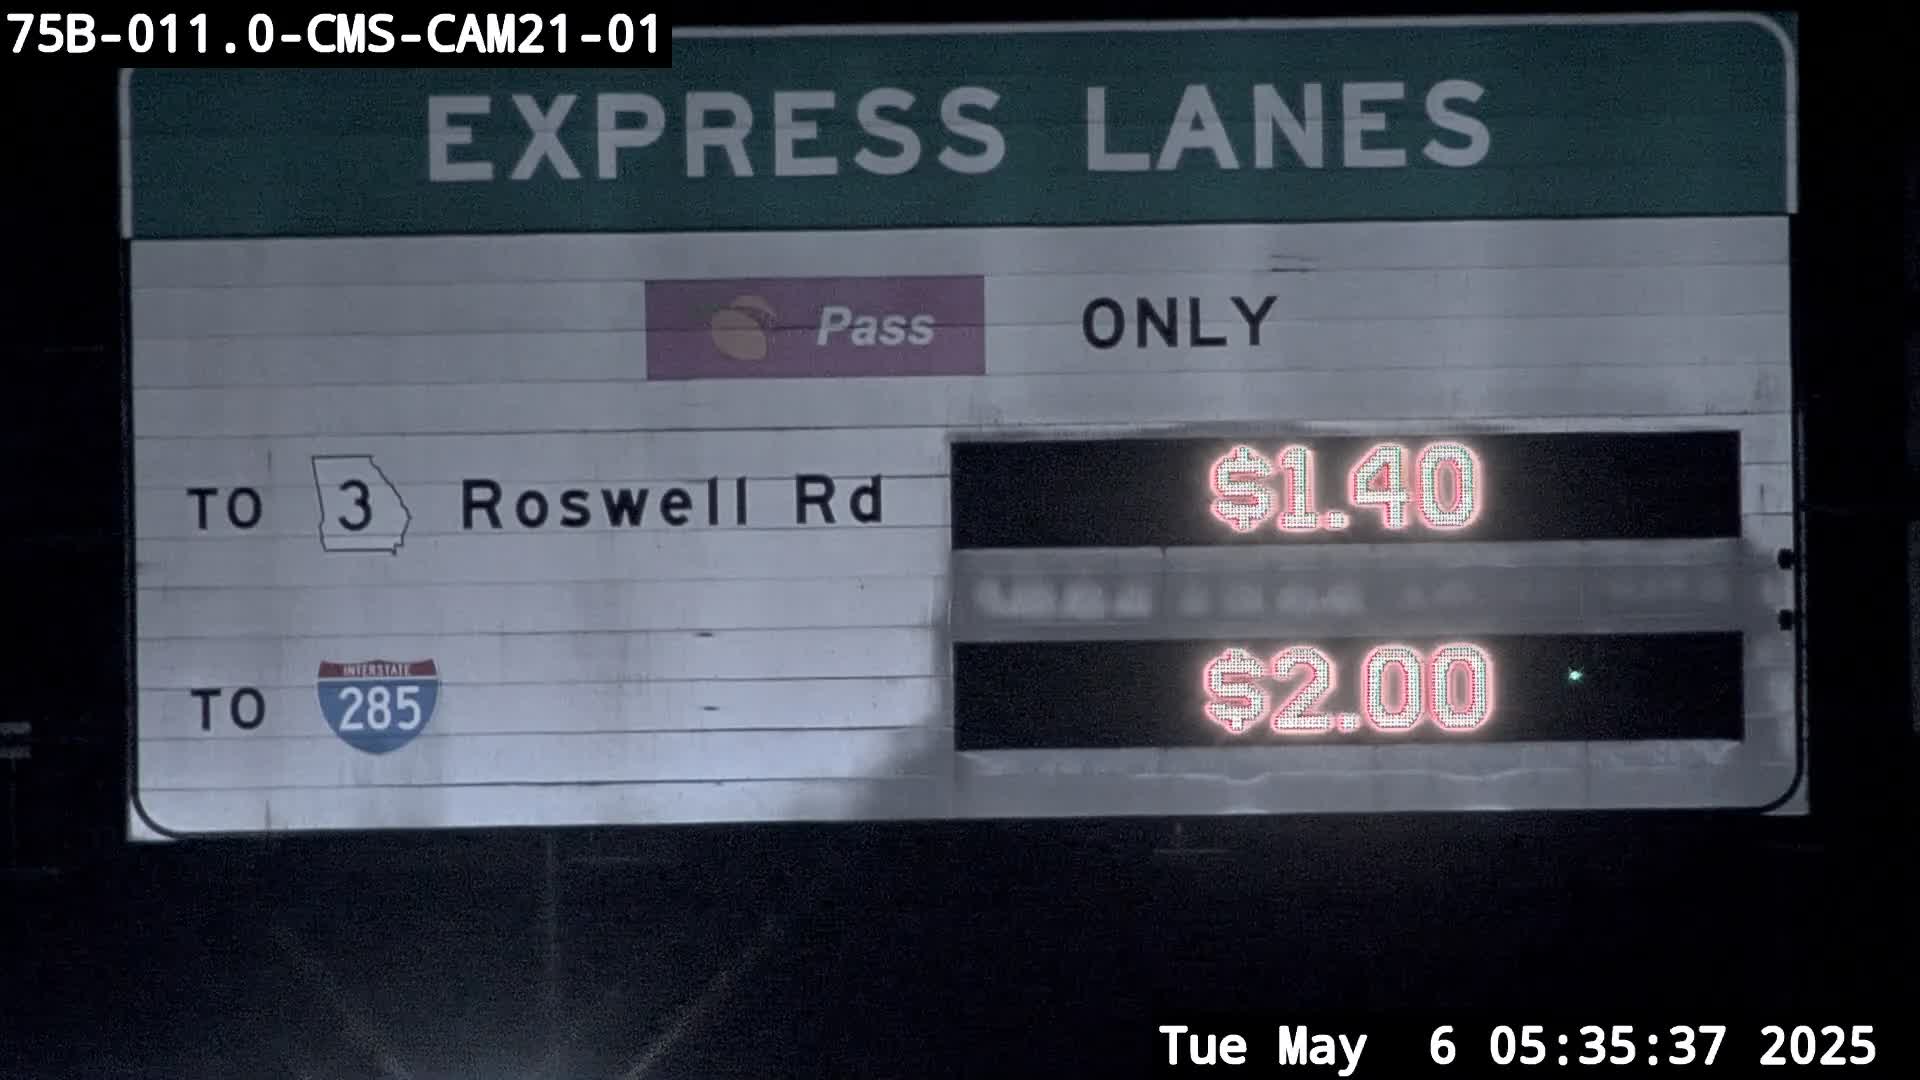 75B-011.0-CMS-CAM21-01
EXPRESS LANES
Pass ONLY
TO 3 Roswell Rd $1.40
INTERSTATE
TO 285 $2.00
Tue May 6 05:35:37 2025